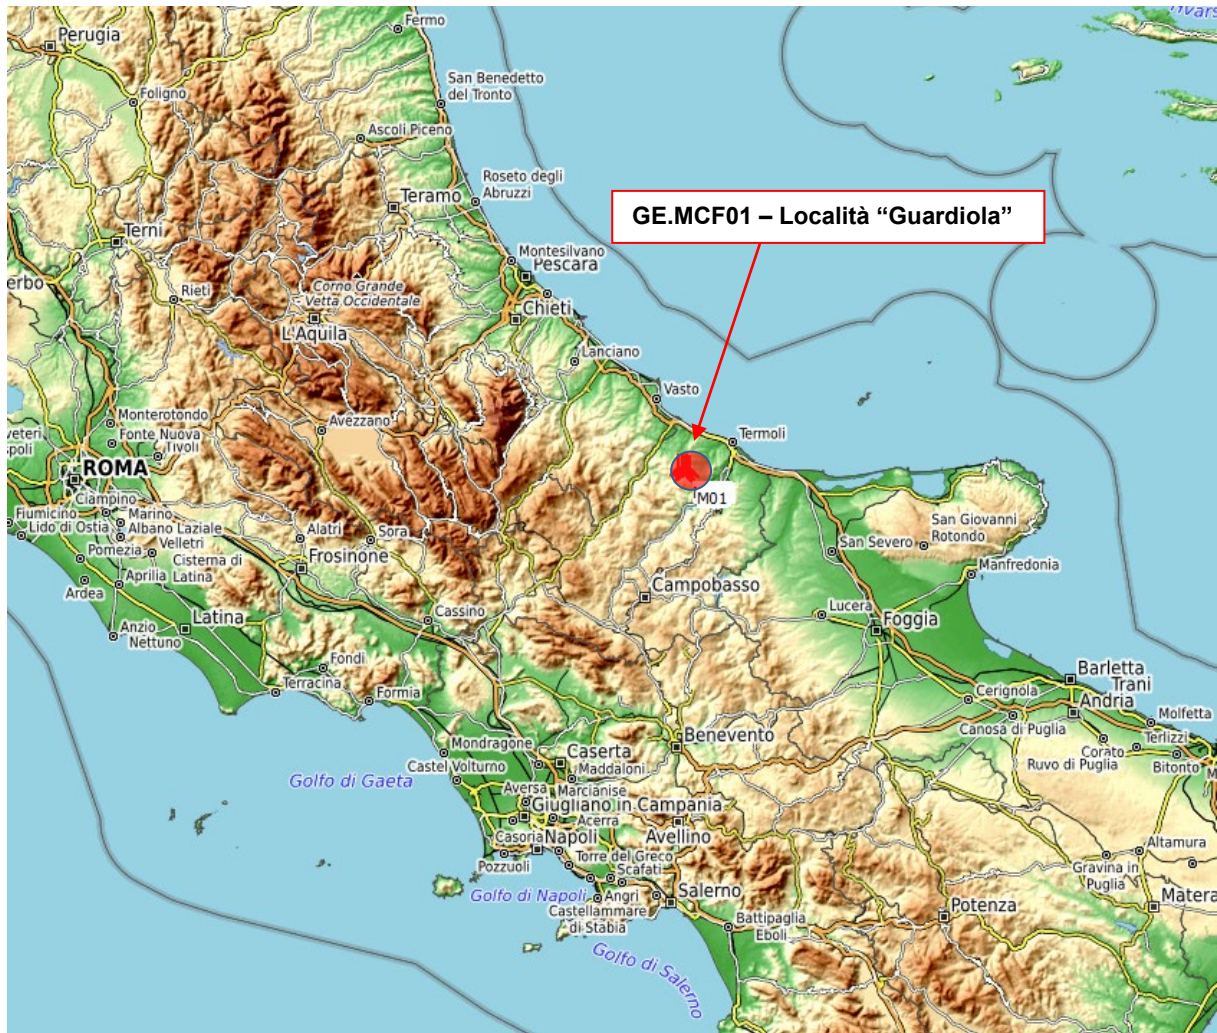 Hvars
Fermo
Perugia
San Benedetto
del Tronto
Foligno
Ascoli Piceno
Roseto degli
Abruzzi
Teramo
GE.MCF01 – Località “Guardiola”
Terni
Montesilvano
Pescara
erbo
Rieti
Corno Grande
Vetta Occidentale
Chieti
L'Aquila
Lanciano
Vasto
Monterotondo
Avezzano
Termoli
veteri
Fonte Nuova
spoli
Tivoli
ROMA
M01
Ciampino
Fiumicino
Marino
Lido di Ostia
Albano Laziale
Alatri
Sora
San Giovanni
Rotondo
Velletri
San Severo
Pomezia
Cisterna di
Latina
Frosinone
Manfredonia
Aprilia
Campobasso
Ardea
Latina
Cassino
Lucera
Foggia
Anzio
Nettuno
Fondi
Barletta
Trani
Terracina
Formia
Cerignola
Andria
Molfetta
Canosa di Puglia
Benevento
Terlizzi
Mondragone
Caserta
Corato
Castel Volturno
Maddaloni
Ruvo di Puglia
Bitonto
Golfo di Gaeta
Aversa
Marcianise
M
Giugliano in Campania
Acerra
Casoria
Napoli
Avellino
Altamura
Pozzuoli
Torre del Greco
Scafati
Gravina in
Puglia
Golfo di Napoli
Angri
Salerno
Matera
Castellammare
di Stabia
Battipaglia
Eboli
Potenza
Golfo di Salerno